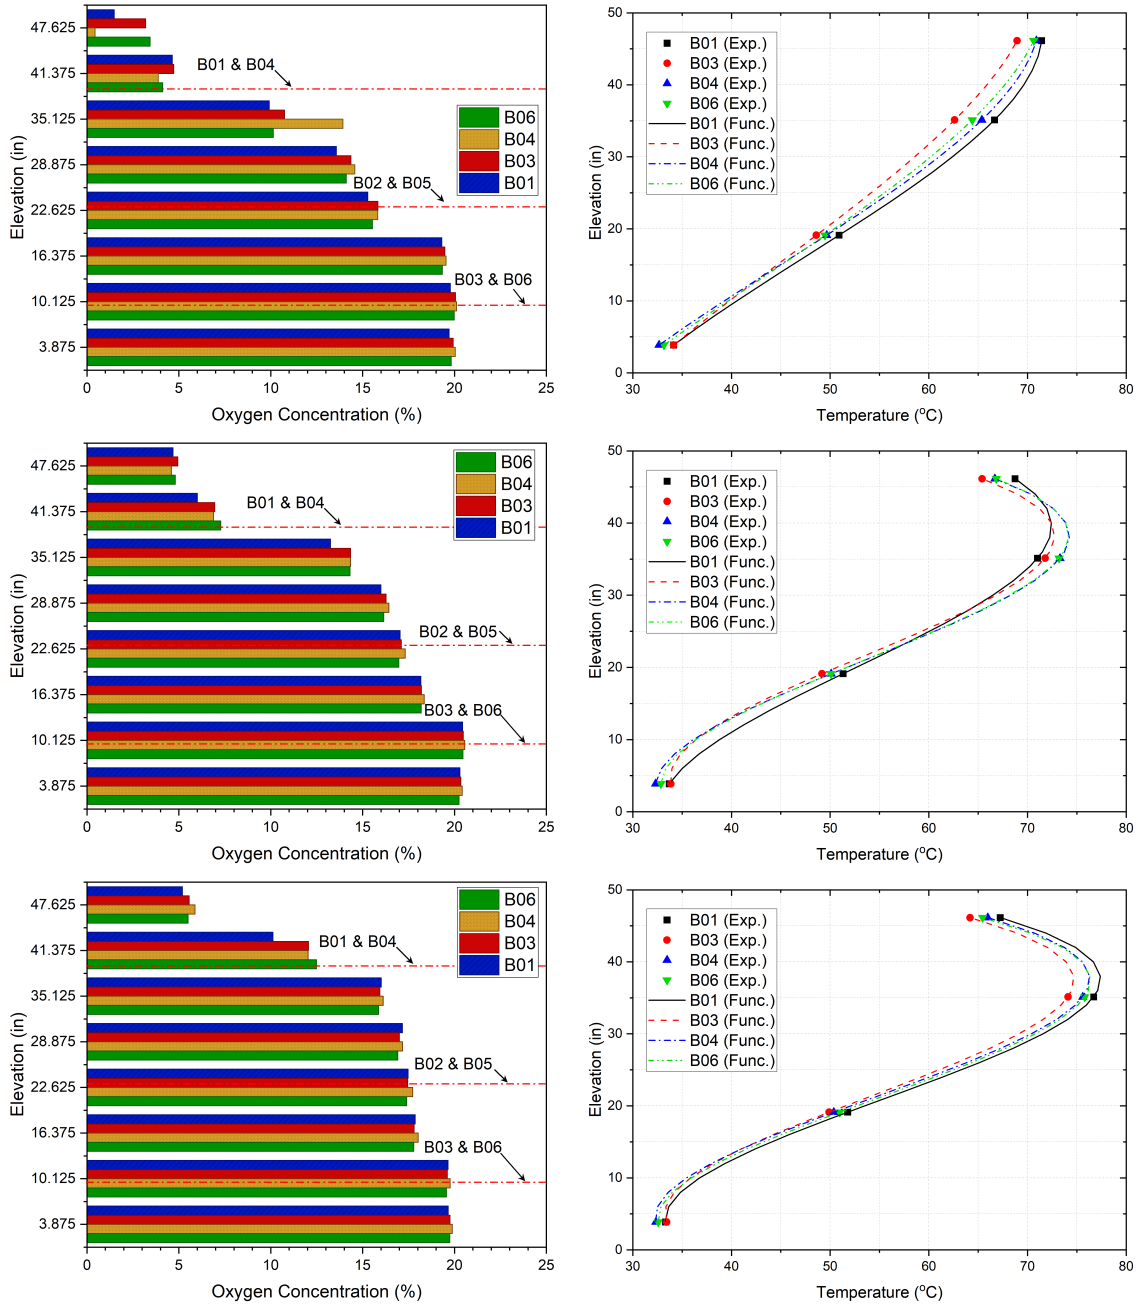 47.625
41.375
35.125
28.875
22.625
16.375
10.125
3.875
Elevation (in)
B01 & B04
B02 & B05
B03 & B06
B06
B04
B03
B01
0 5 10 15 20 25
Oxygen Concentration (%)
50
40
30
20
10
0
Elevation (in)
B01 (Exp.)
B03 (Exp.)
B04 (Exp.)
B06 (Exp.)
B01 (Func.)
B03 (Func.)
B04 (Func.)
B06 (Func.)
30 40 50 60 70 80
Temperature (°C)
47.625
41.375
35.125
28.875
22.625
16.375
10.125
3.875
Elevation (in)
B01 & B04
B02 & B05
B03 & B06
B06
B04
B03
B01
0 5 10 15 20 25
Oxygen Concentration (%)
50
40
30
20
10
0
Elevation (in)
B01 (Exp.)
B03 (Exp.)
B04 (Exp.)
B06 (Exp.)
B01 (Func.)
B03 (Func.)
B04 (Func.)
B06 (Func.)
30 40 50 60 70 80
Temperature (°C)
47.625
41.375
35.125
28.875
22.625
16.375
10.125
3.875
Elevation (in)
B01 & B04
B02 & B05
B03 & B06
B06
B04
B03
B01
0 5 10 15 20 25
Oxygen Concentration (%)
50
40
30
20
10
0
Elevation (in)
B01 (Exp.)
B03 (Exp.)
B04 (Exp.)
B06 (Exp.)
B01 (Func.)
B03 (Func.)
B04 (Func.)
B06 (Func.)
30 40 50 60 70 80
Temperature (°C)